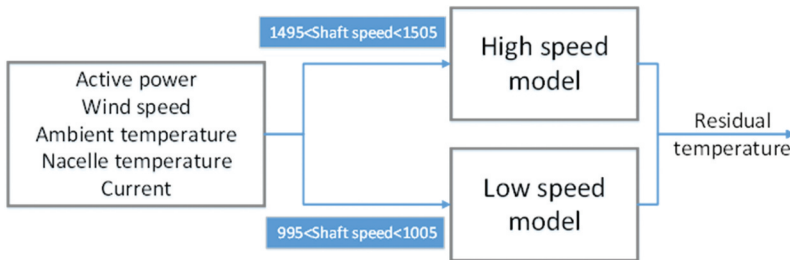 Active power
Wind speed
Ambient temperature
Nacelle temperature
Current
1495<Shaft speed<1505
High speed
model
995<Shaft speed<1005
Low speed
model
Residual
temperature